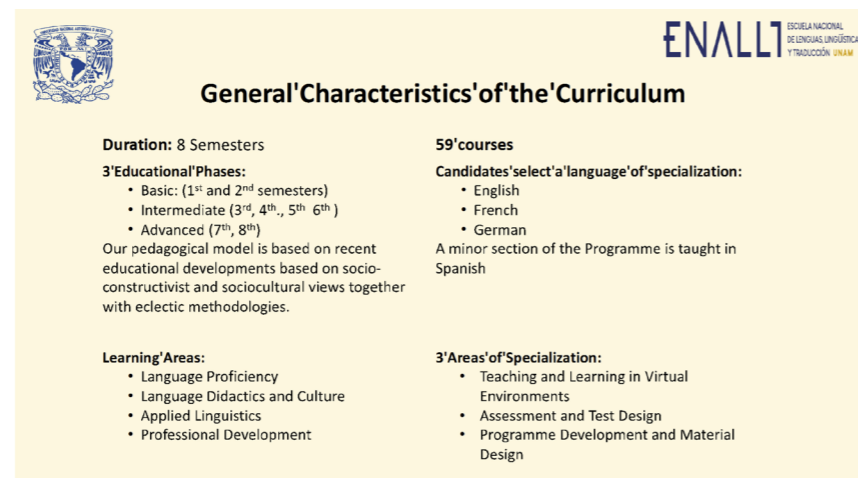 ENALLT
ESCUELA NACIONAL
DE LENGUAS, LINGÜÍSTICA
Y TRADUCCIÓN UNAM
General'Characteristics'of'the'Curriculum
Duration: 8 Semesters
3'Educational'Phases:
• Basic: (1st and 2nd semesters)
• Intermediate (3rd, 4th., 5th 6th )
• Advanced (7th, 8th)
Our pedagogical model is based on recent
educational developments based on socio-
constructivist and sociocultural views together
with eclectic methodologies.
59'courses
Candidates'select'a'language'of'specialization:
• English
• French
• German
A minor section of the Programme is taught in
Spanish
Learning'Areas:
• Language Proficiency
• Language Didactics and Culture
• Applied Linguistics
• Professional Development
3'Areas'of'Specialization:
• Teaching and Learning in Virtual
Environments
• Assessment and Test Design
• Programme Development and Material
Design